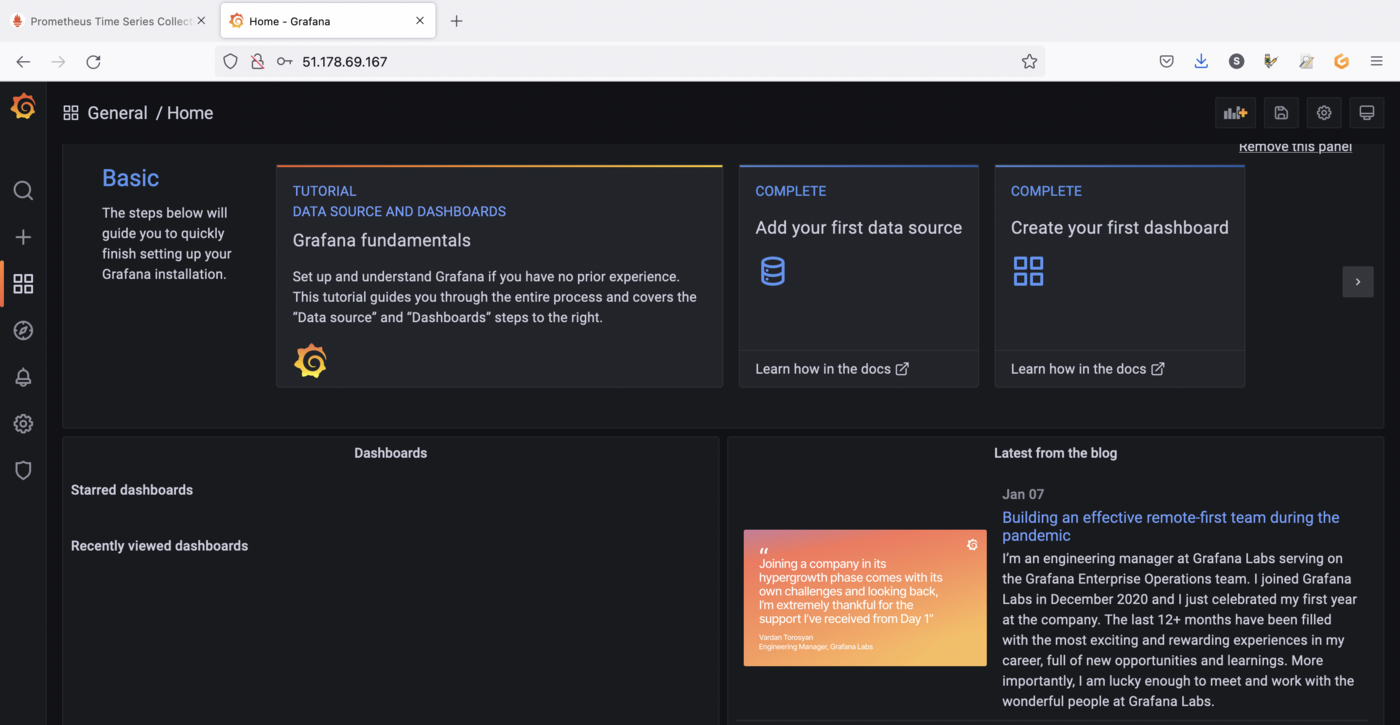 Prometheus Time Series Collect
Home - Grafana
51.178.69.167
S
General / Home
Remove this panel
Basic
The steps below will
guide you to quickly
finish setting up your
Grafana installation.
TUTORIAL
DATA SOURCE AND DASHBOARDS
Grafana fundamentals
Set up and understand Grafana if you have no prior experience.
This tutorial guides you through the entire process and covers the
“Data source” and “Dashboards” steps to the right.
COMPLETE
Add your first data source
Learn how in the docs
COMPLETE
Create your first dashboard
Learn how in the docs
Dashboards
Starred dashboards
Recently viewed dashboards
Latest from the blog
“
Joining a company in its
hypergrowth phase comes with its
own challenges and looking back,
I'm extremely thankful for the
support I've received from Day 1”
Vardan Torosyan
Engineering Manager, Grafana Labs
Jan 07
Building an effective remote-first team during the
pandemic
I’m an engineering manager at Grafana Labs serving on
the Grafana Enterprise Operations team. I joined Grafana
Labs in December 2020 and I just celebrated my first year
at the company. The last 12+ months have been filled
with the most exciting and rewarding experiences in my
career, full of new opportunities and learnings. More
importantly, I am lucky enough to meet and work with the
wonderful people at Grafana Labs.